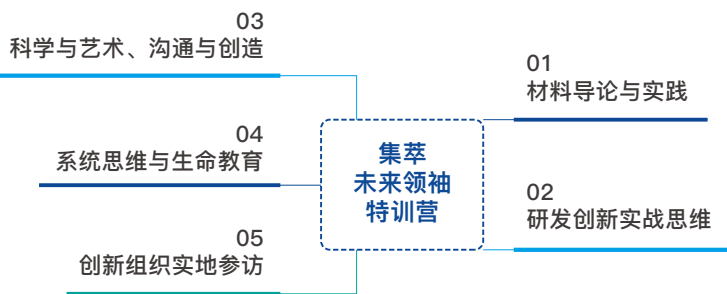 03
科学与艺术、沟通与创造
04
系统思维与生命教育
05
创新组织实地参访
集萃
未来领袖
特训营
01
材料导论与实践
02
研发创新实战思维